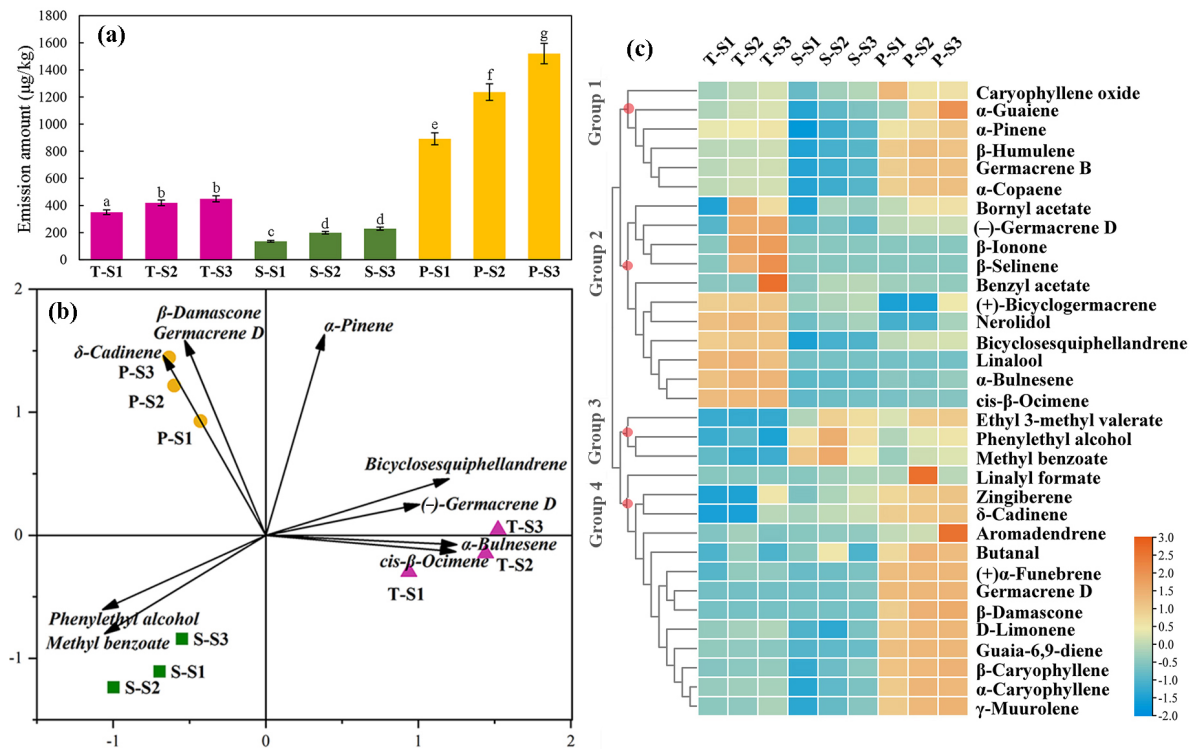 (a)
Emission amount (μg/kg)
1800
1600
1400
1200
1000
800
600
400
200
0
a
b
b
c
d
d
e
f
g
T-S1 T-S2 T-S3 S-S1 S-S2 S-S3 P-S1 P-S2 P-S3
(b)
2
1
0
-1
-1 0 1 2
β-Damascone
Germacrene D
α-Pinene
δ-Cadinene
P-S3
P-S2
P-S1
Bicyclosesquiphellandrene
(–)-Germacrene D
T-S3
α-Bulnesene
cis-β-Ocimene
T-S2
T-S1
Phenylethyl alcohol
Methyl benzoate
S-S3
S-S1
S-S2
(c)
T-S1 T-S2 T-S3 S-S1 S-S2 S-S3 P-S1 P-S2 P-S3
Group 1
Group 2
Group 3
Group 4
Caryophyllene oxide
α-Guaiene
α-Pinene
β-Humulene
Germacrene B
α-Copaene
Bornyl acetate
(–)-Germacrene D
β-Ionone
β-Selinene
Benzyl acetate
(+)-Bicyclogermacrene
Nerolidol
Bicyclosesquiphellandrene
Linalool
α-Bulnesene
cis-β-Ocimene
Ethyl 3-methyl valerate
Phenylethyl alcohol
Methyl benzoate
Linalyl formate
Zingiberene
δ-Cadinene
Aromadendrene
Butanal
(+)α-Funebrene
Germacrene D
β-Damascone
D-Limonene
Guaia-6,9-diene
β-Caryophyllene
α-Caryophyllene
γ-Muurolene
3.0
2.5
2.0
1.5
1.0
0.5
0.0
-0.5
-1.0
-1.5
-2.0